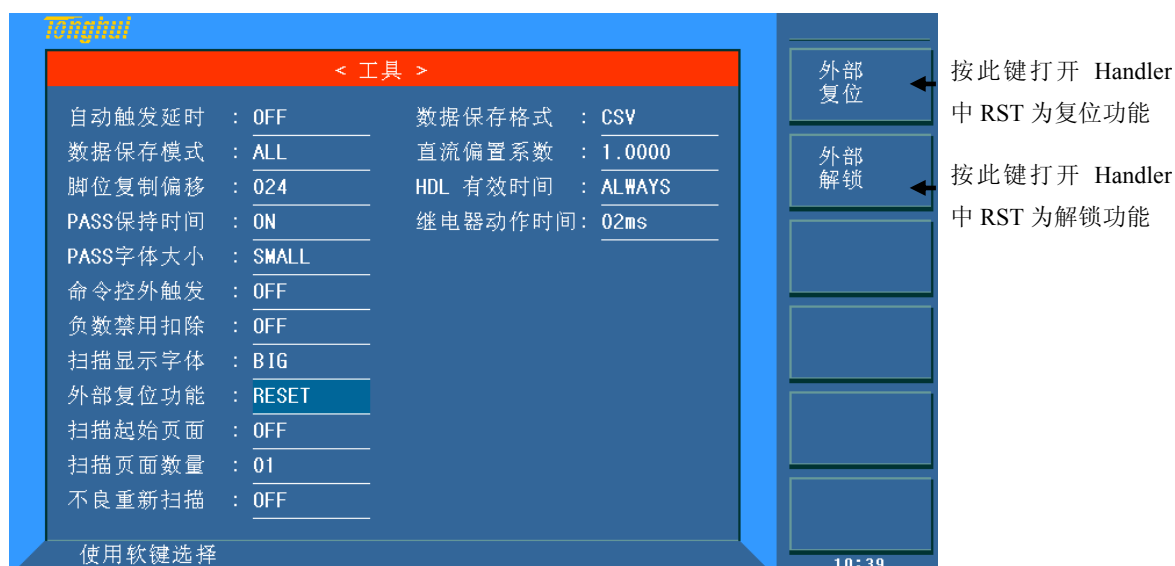 Tonghui
< 工具 >
自动触发延时 : OFF
数据保存模式 : ALL
脚位复制偏移 : 024
PASS保持时间 : ON
PASS字体大小 : SMALL
命令控外触发 : OFF
负数禁用扣除 : OFF
扫描显示字体 : BIG
外部复位功能 : RESET
扫描起始页面 : OFF
扫描页面数量 : 01
不良重新扫描 : OFF
数据保存格式 : CSV
直流偏置系数 : 1.0000
HDL 有效时间 : ALWAYS
继电器动作时间: 02ms
使用软键选择
外部
复位
外部
解锁
10:39
按此键打开 Handler
中 RST 为复位功能
按此键打开 Handler
中 RST 为解锁功能